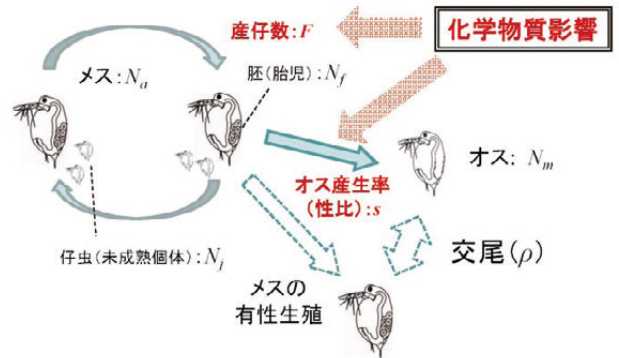 産仔数:F
化学物質影響
メス:Na
胚(胎児):Nf
オス: Nm
オス産生率
(性比):s
仔虫(未成熟個体):Nj
交尾(ρ)
メスの
有性生殖